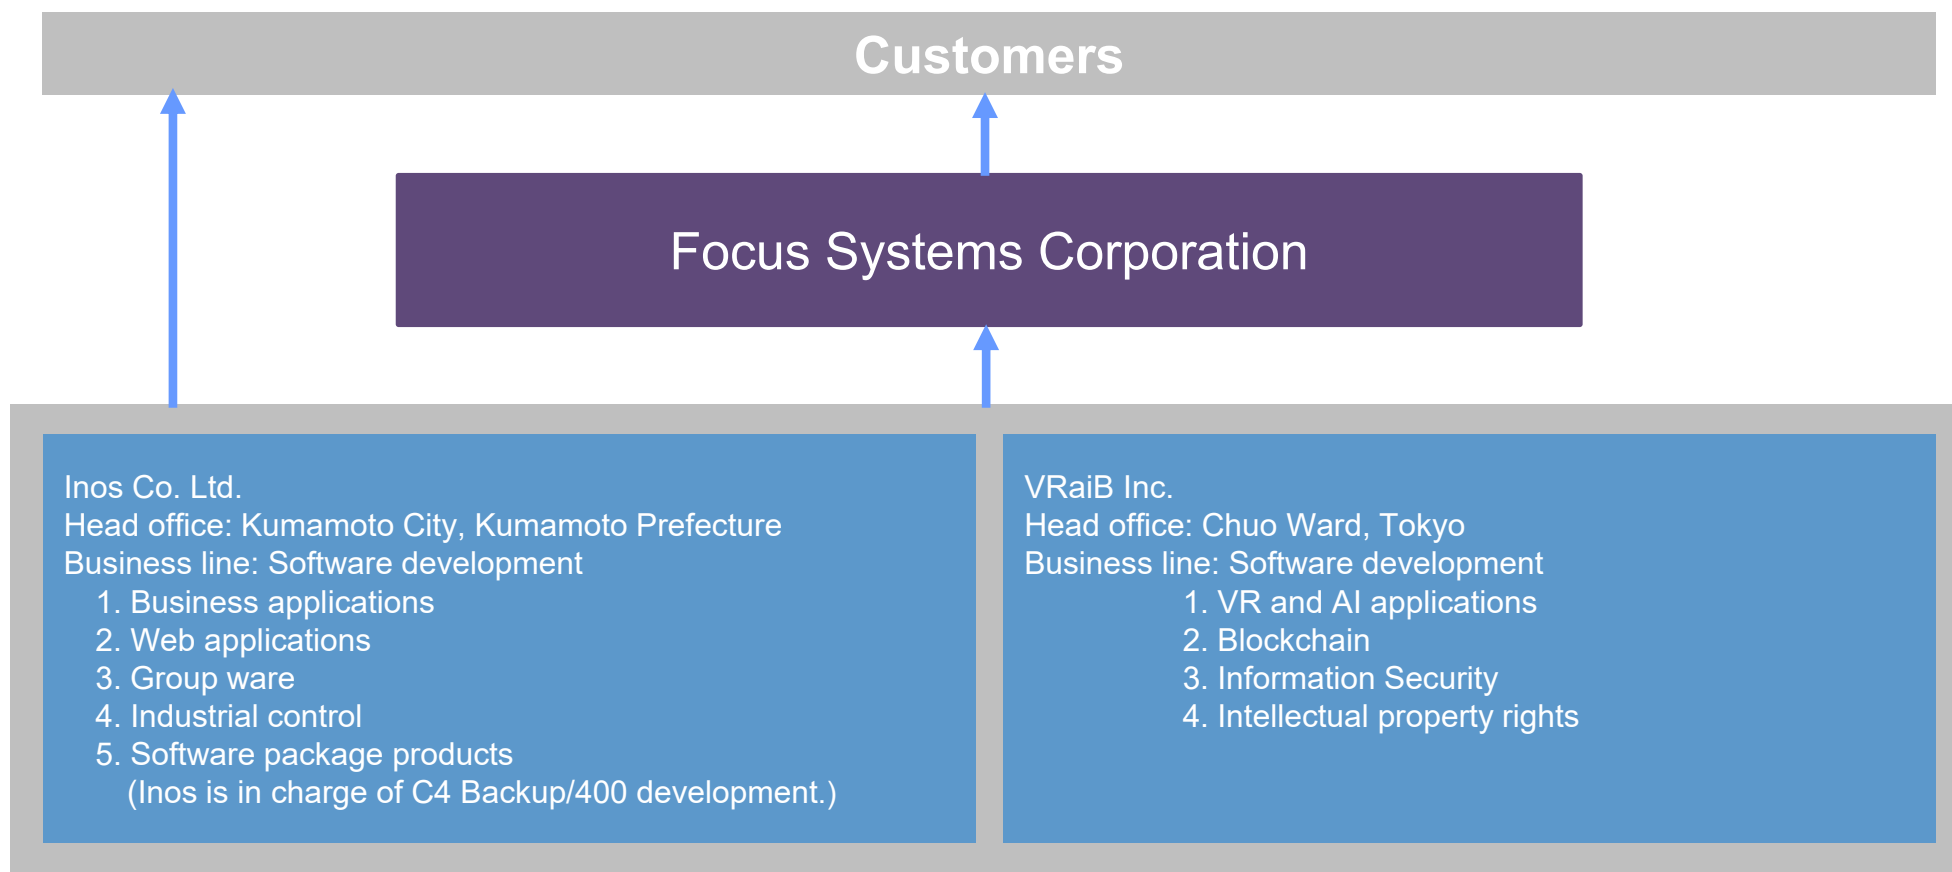 Customers
Focus Systems Corporation
Inos Co. Ltd.
Head office: Kumamoto City, Kumamoto Prefecture
Business line: Software development
1. Business applications
2. Web applications
3. Group ware
4. Industrial control
5. Software package products
(Inos is in charge of C4 Backup/400 development.)
VRaiB Inc.
Head office: Chuo Ward, Tokyo
Business line: Software development
1. VR and AI applications
2. Blockchain
3. Information Security
4. Intellectual property rights